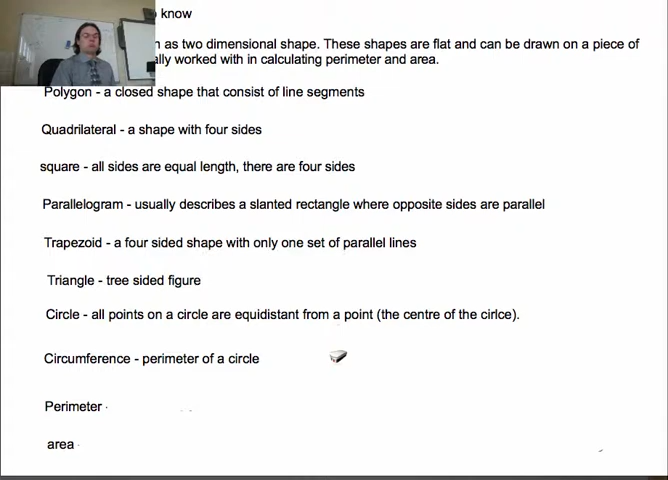 know
as two dimensional shape. These shapes are flat and can be drawn on a piece of
worked with in calculating perimeter and area.
Polygon - a closed shape that consist of line segments
Quadrilateral - a shape with four sides
square - all sides are equal length, there are four sides
Parallelogram - usually describes a slanted rectangle where opposite sides are parallel
Trapezoid - a four sided shape with only one set of parallel lines
Triangle - tree sided figure
Circle - all points on a circle are equidistant from a point (the centre of the cirlce).
Circumference - perimeter of a circle
Perimeter
area